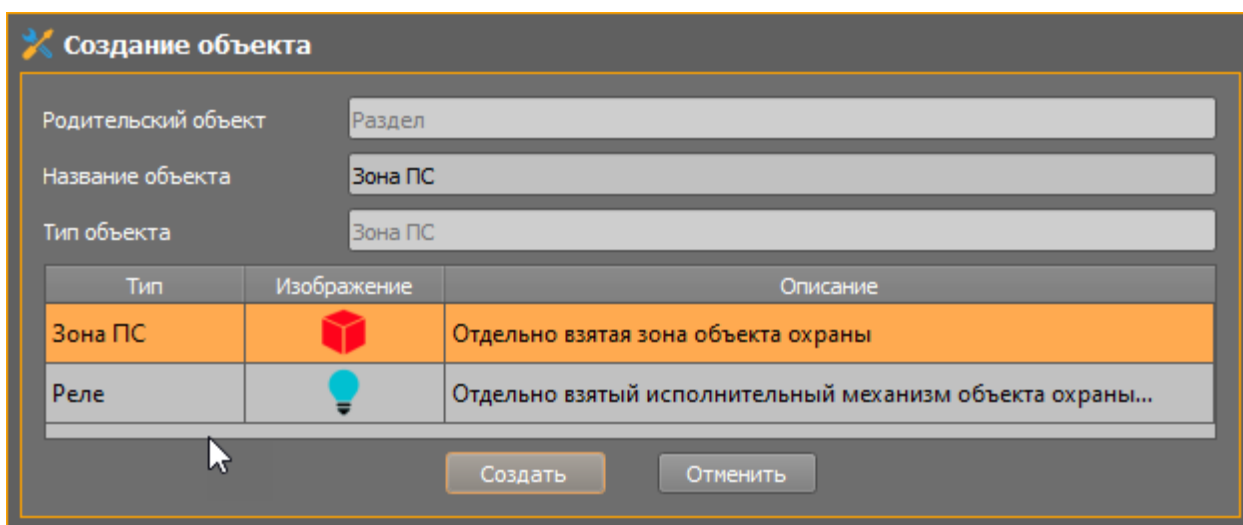 Создание объекта
Родительский объект Раздел
Название объекта Зона ПС
Тип объекта Зона ПС
Тип Изображение Описание
Зона ПС Отдельно взятая зона объекта охраны
Реле Отдельно взятый исполнительный механизм объекта охраны...
Создать Отменить